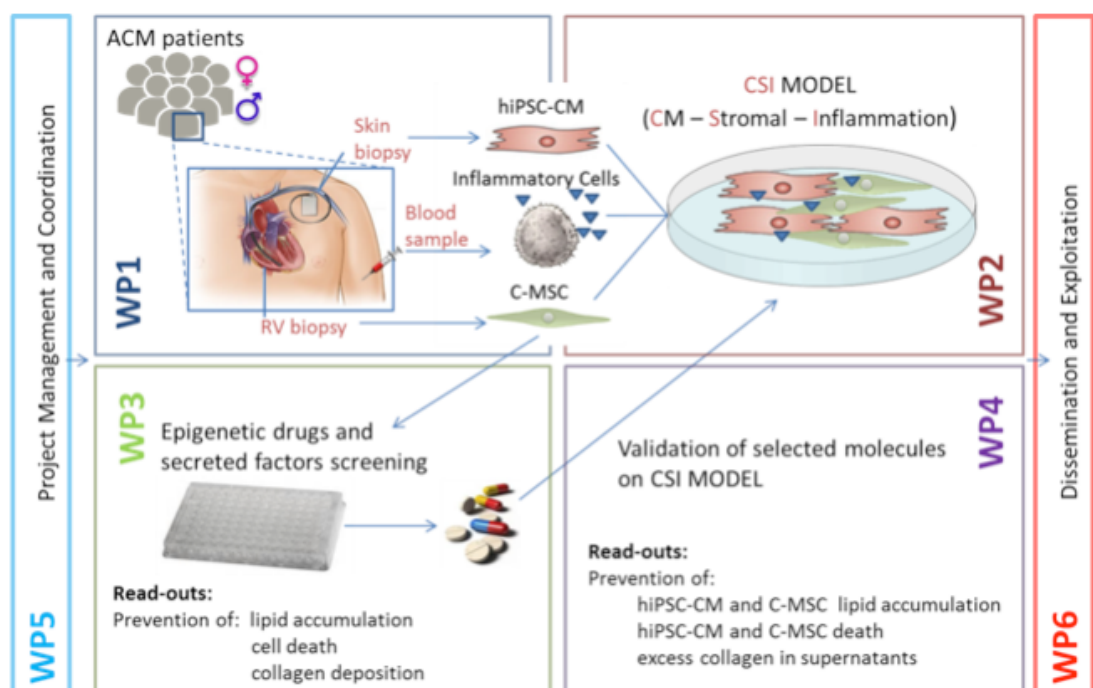 Project Management and Coordination
WP5
ACM patients
Skin
biopsy
Blood
sample
RV biopsy
WP1
hiPSC-CM
Inflammatory Cells
C-MSC
CSI MODEL
(CM – Stromal – Inflammation)
WP2
WP3
Epigenetic drugs and
secreted factors screening
Read-outs:
Prevention of: lipid accumulation
cell death
collagen deposition
WP4
Validation of selected molecules
on CSI MODEL
Read-outs:
Prevention of:
hiPSC-CM and C-MSC lipid accumulation
hiPSC-CM and C-MSC death
excess collagen in supernatants
Dissemination and Exploitation
WP6